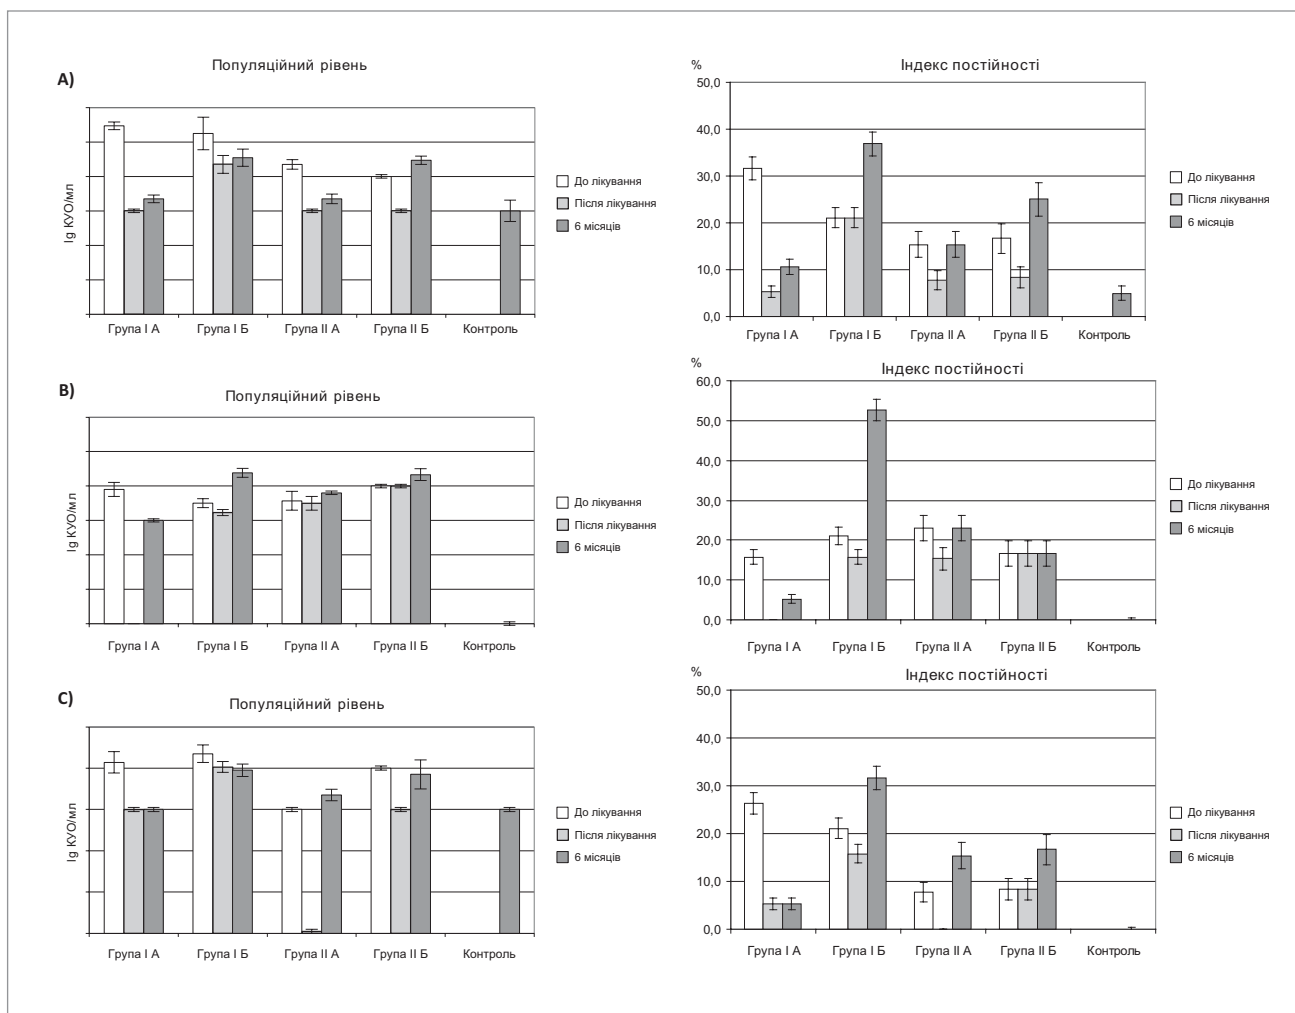 А)
Популяційний рівень
lg КУО/мл
До лікування
Після лікування
6 місяців
Група І А
Група І Б
Група ІІ А
Група ІІ Б
Контроль
Індекс постійності
%
50,0
40,0
30,0
20,0
10,0
0,0
До лікування
Після лікування
6 місяців
Група І А
Група І Б
Група ІІ А
Група ІІ Б
Контроль
В)
Популяційний рівень
lg КУО/мл
До лікування
Після лікування
6 місяців
Група І А
Група І Б
Група ІІ А
Група ІІ Б
Контроль
Індекс постійності
%
60,0
50,0
40,0
30,0
20,0
10,0
0,0
До лікування
Після лікування
6 місяців
Група І А
Група І Б
Група ІІ А
Група ІІ Б
Контроль
С)
Популяційний рівень
lg КУО/мл
До лікування
Після лікування
6 місяців
Група І А
Група І Б
Група ІІ А
Група ІІ Б
Контроль
Індекс постійності
%
50,0
40,0
30,0
20,0
10,0
0,0
До лікування
Після лікування
6 місяців
Група І А
Група І Б
Група ІІ А
Група ІІ Б
Контроль